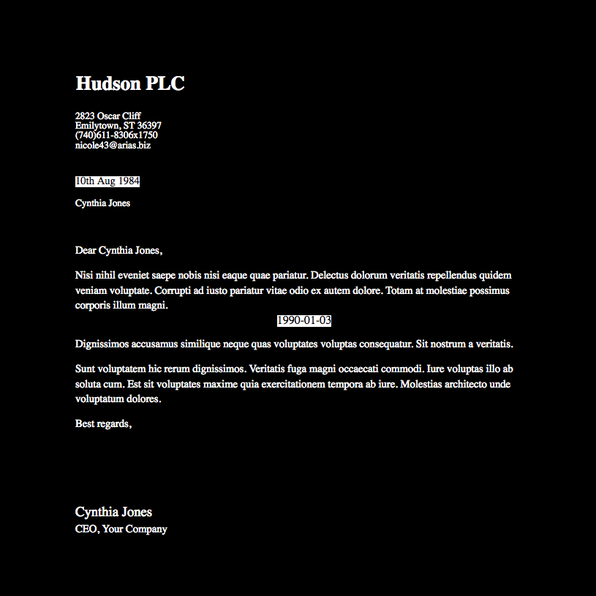 Hudson PLC
2823 Oscar Cliff
Emilytown, ST 36397
(740)611-8306x1750
nicole43@arias.biz
10th Aug 1984
Cynthia Jones
Dear Cynthia Jones,
Nisi nihil eveniet saepe nobis nisi eaque quae pariatur. Delectus dolorum veritatis repellendus quidem
veniam voluptate. Corrupti ad iusto pariatur vitae odio ex autem dolore. Totam at molestiae possimus
corporis illum magni.
1990-01-03
Dignissimos accusamus similique neque quas voluptates voluptas consequatur. Sit nostrum a veritatis.
Sunt voluptatem hic rerum dignissimos. Veritatis fuga magni occaecati commodi. Iure voluptas illo ab
soluta cum. Est sit voluptates maxime quia exercitationem tempora ab iure. Molestias architecto unde
voluptatum dolores.
Best regards,
Cynthia Jones
CEO, Your Company